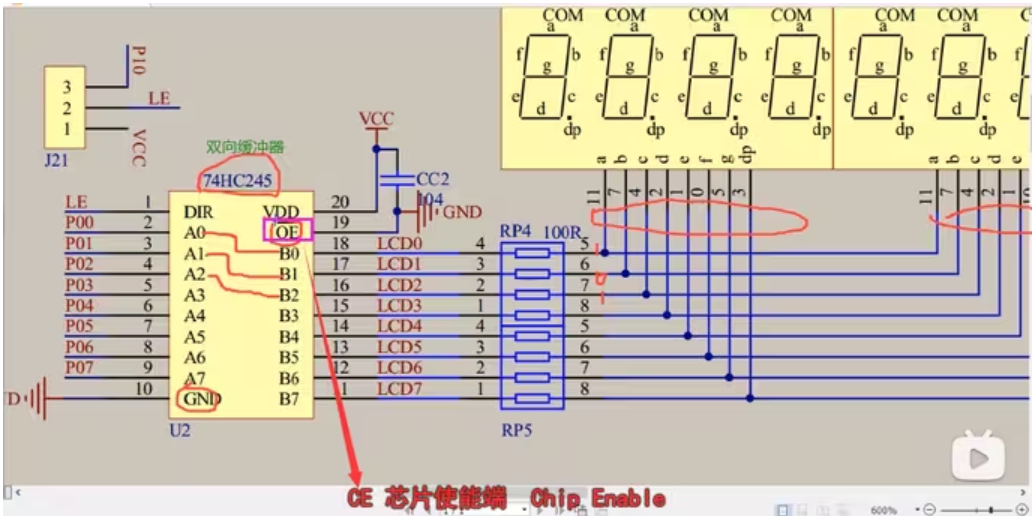 COM COM COM COM COM COM
a a a a a a
f b f b f b f b f b f
g g g g g g
e c e c e c e c e c e
d d d d d d
dp dp dp dp dp
a b c d e f g dp
a b c d e
11 7 4 2 1 10 5 3
11 7 4 2 1
P10
3
2 LE
1
VCC
J21
双向缓冲器
74HC245
VCC
CC2
104
GND
LE 1 DIR VDD 20
P00 2 A0 OE 19
P01 3 A1 B0 18 LCD0 4 RP4 100R 5
P02 4 A2 B1 17 LCD1 3 6
P03 5 A3 B2 16 LCD2 2 7
P04 6 A4 B3 15 LCD3 1 8
P05 7 A5 B4 14 LCD4 4 5
P06 8 A6 B5 13 LCD5 3 6
P07 9 A7 B6 12 LCD6 2 7
D 10 GND B7 1 LCD7 1 8
U2
RP5
1
0
1
CE 芯片使能端 Chip Enable
600%